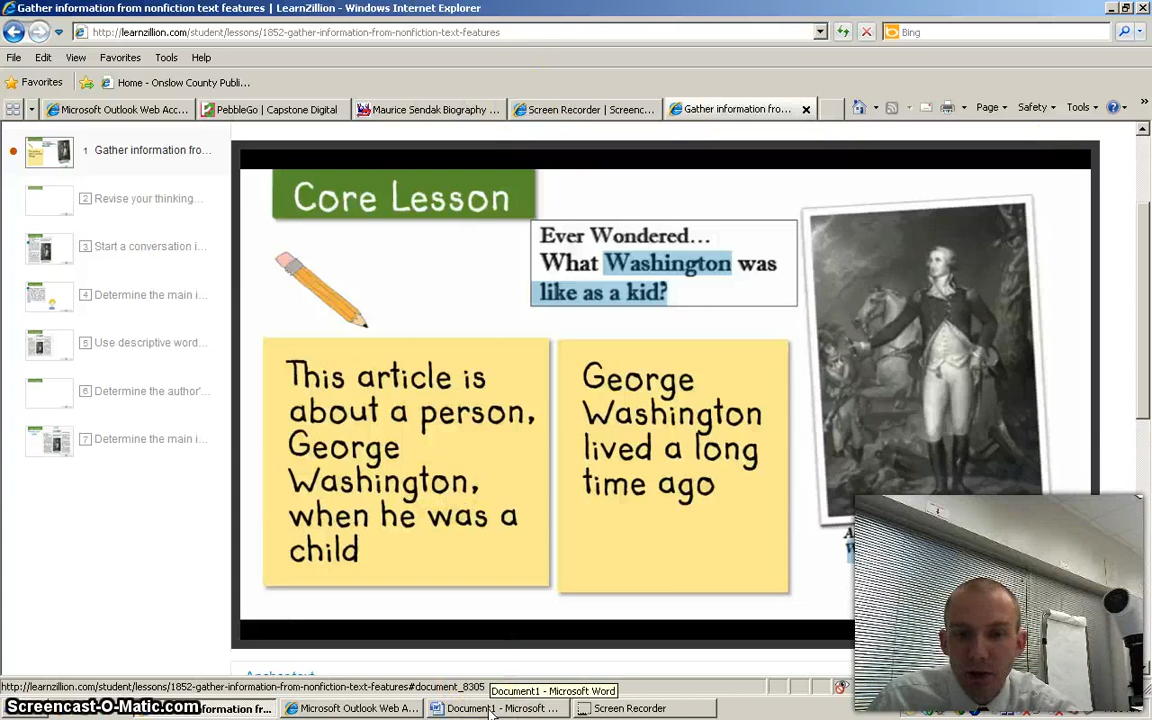 Gather information from nonfiction text features | LearnZillion - Windows Internet Explorer
http://learnzillion.com/student/lessons/1852-gather-information-from-nonfiction-text-features
Bing
File Edit View Favorites Tools Help
Favorites Home - Onslow County Publi...
Microsoft Outlook Web Acc... PebbleGo | Capstone Digital Maurice Sendak Biography ... Screen Recorder | Screenc... Gather information fro... Page Safety Tools
1 Gather information fro...
2 Revise your thinking...
3 Start a conversation i...
4 Determine the main i...
5 Use descriptive word...
6 Determine the author'...
7 Determine the main i...
Core Lesson
Ever Wondered...
What Washington was
like as a kid?
This article is
about a person,
George
Washington,
when he was a
child
George
Washington
lived a long
time ago
http://learnzillion.com/student/lessons/1852-gather-information-from-nonfiction-text-features#document_8305
Document1 - Microsoft Word
Screencast-O-Matic.com
information fro...
Microsoft Outlook Web A...
Document1 - Microsoft ...
Screen Recorder